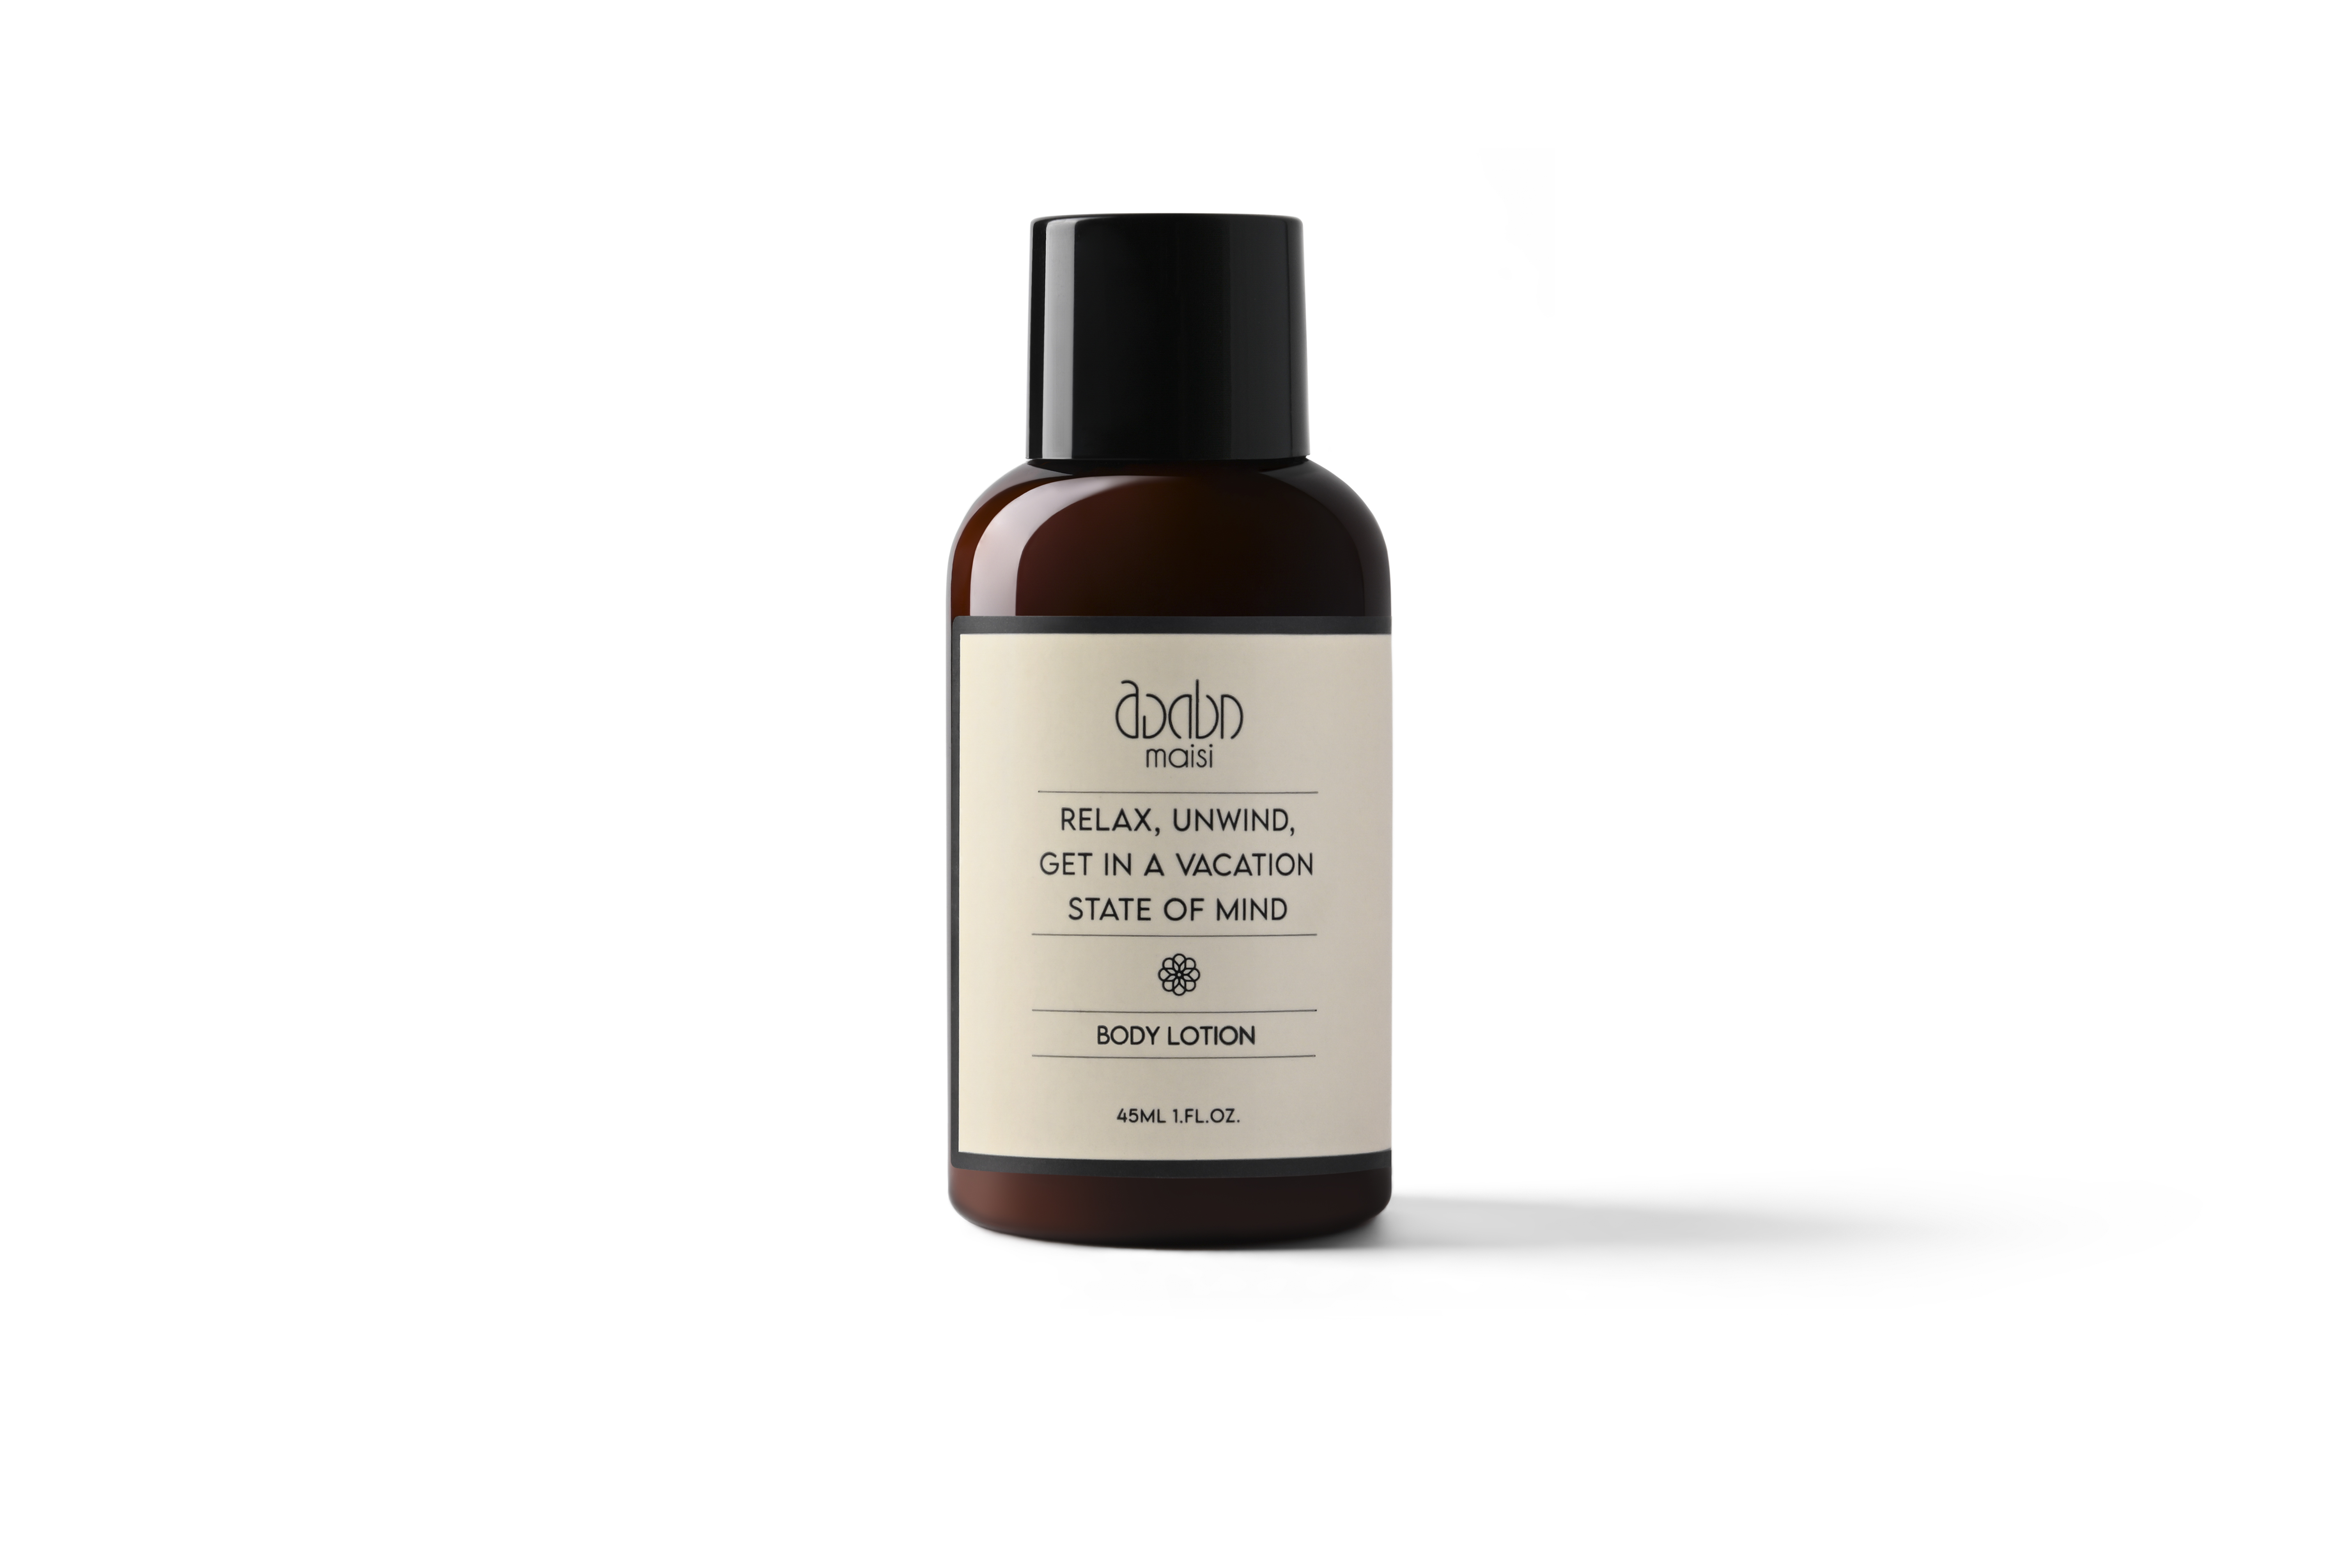 maisi
RELAX, UNWIND,
GET IN A VACATION
STATE OF MIND
BODY LOTION
45ML 1.FL.OZ.